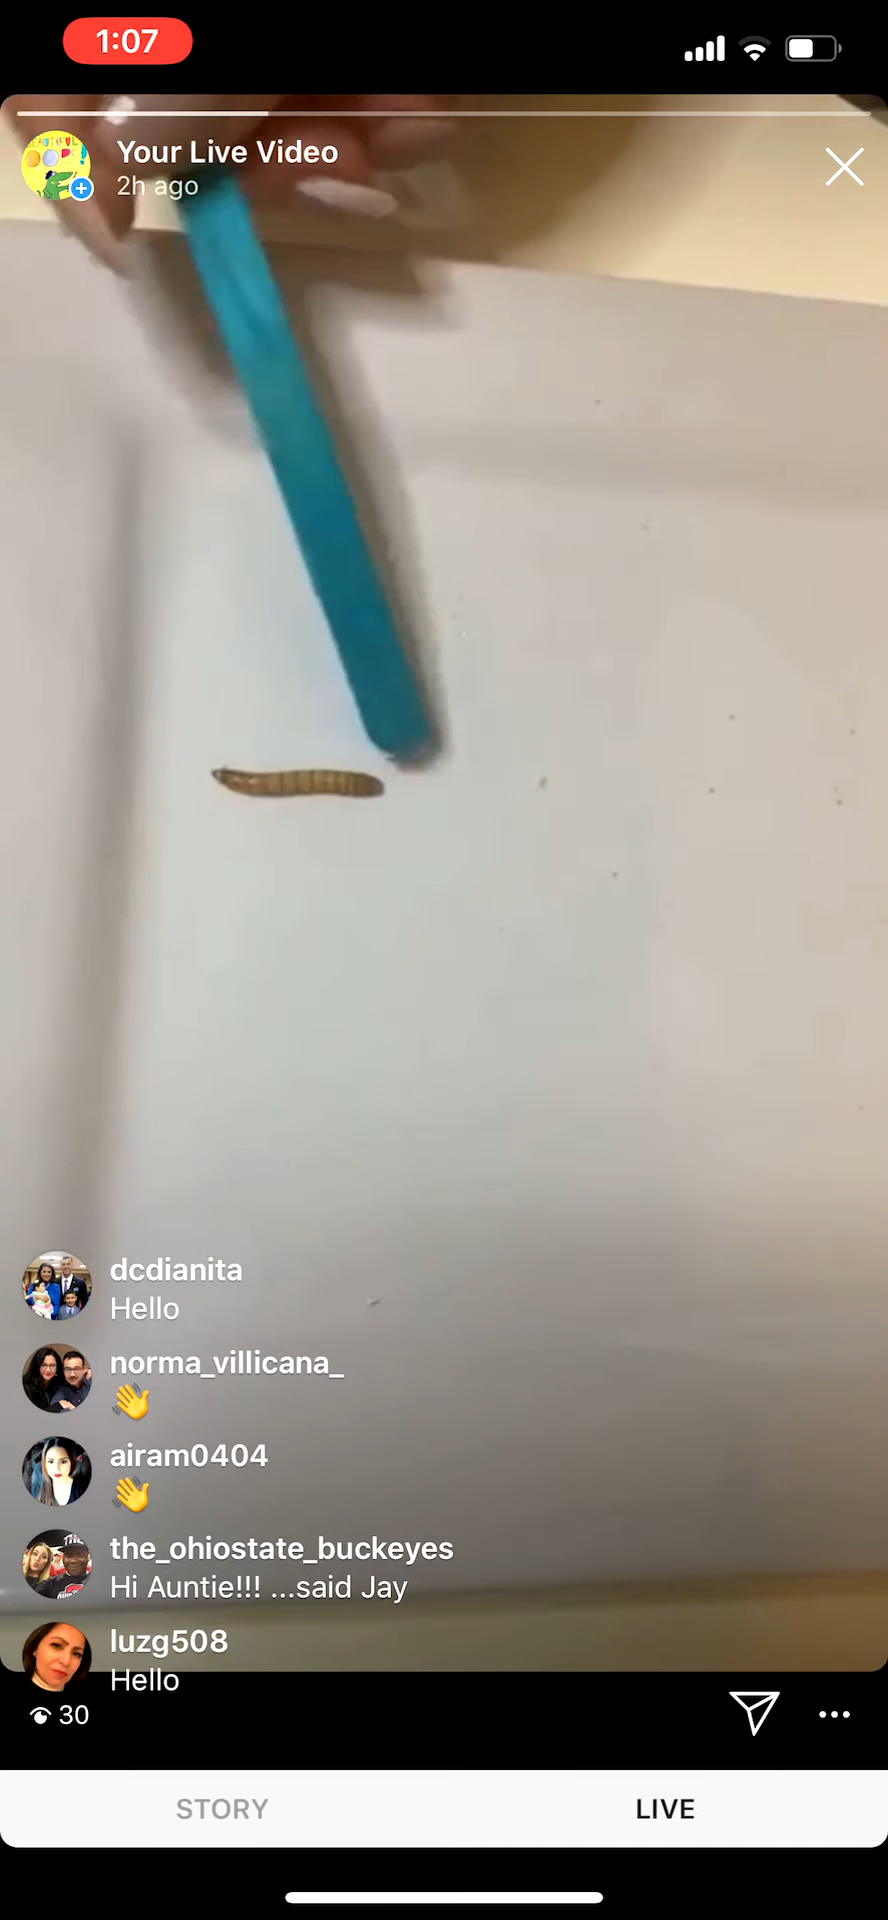 1:07
Your Live Video
2h ago
dcdianita
Hello
norma_villicana_
👋
airam0404
👋
the_ohiostate_buckeyes
Hi Auntie!!! ...said Jay
luzg508
Hello
30
STORY
LIVE